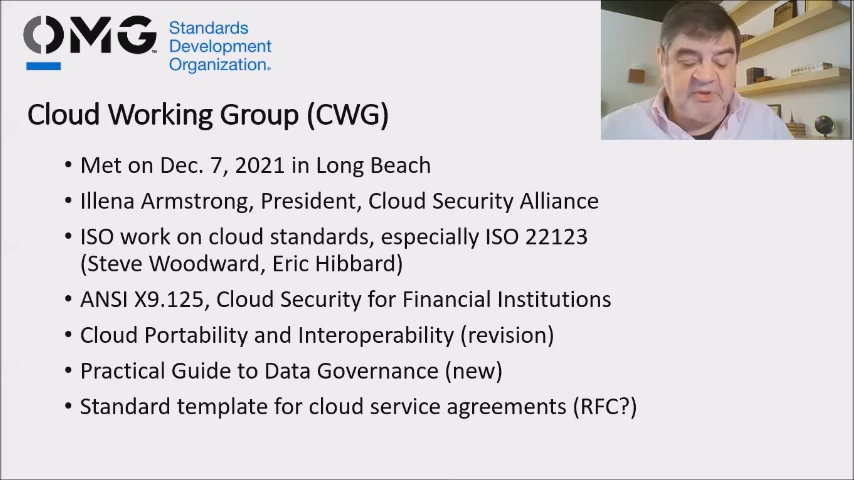 OMG™ Standards
Development
Organization®
Cloud Working Group (CWG)
• Met on Dec. 7, 2021 in Long Beach
• Illena Armstrong, President, Cloud Security Alliance
• ISO work on cloud standards, especially ISO 22123
(Steve Woodward, Eric Hibbard)
• ANSI X9.125, Cloud Security for Financial Institutions
• Cloud Portability and Interoperability (revision)
• Practical Guide to Data Governance (new)
• Standard template for cloud service agreements (RFC?)